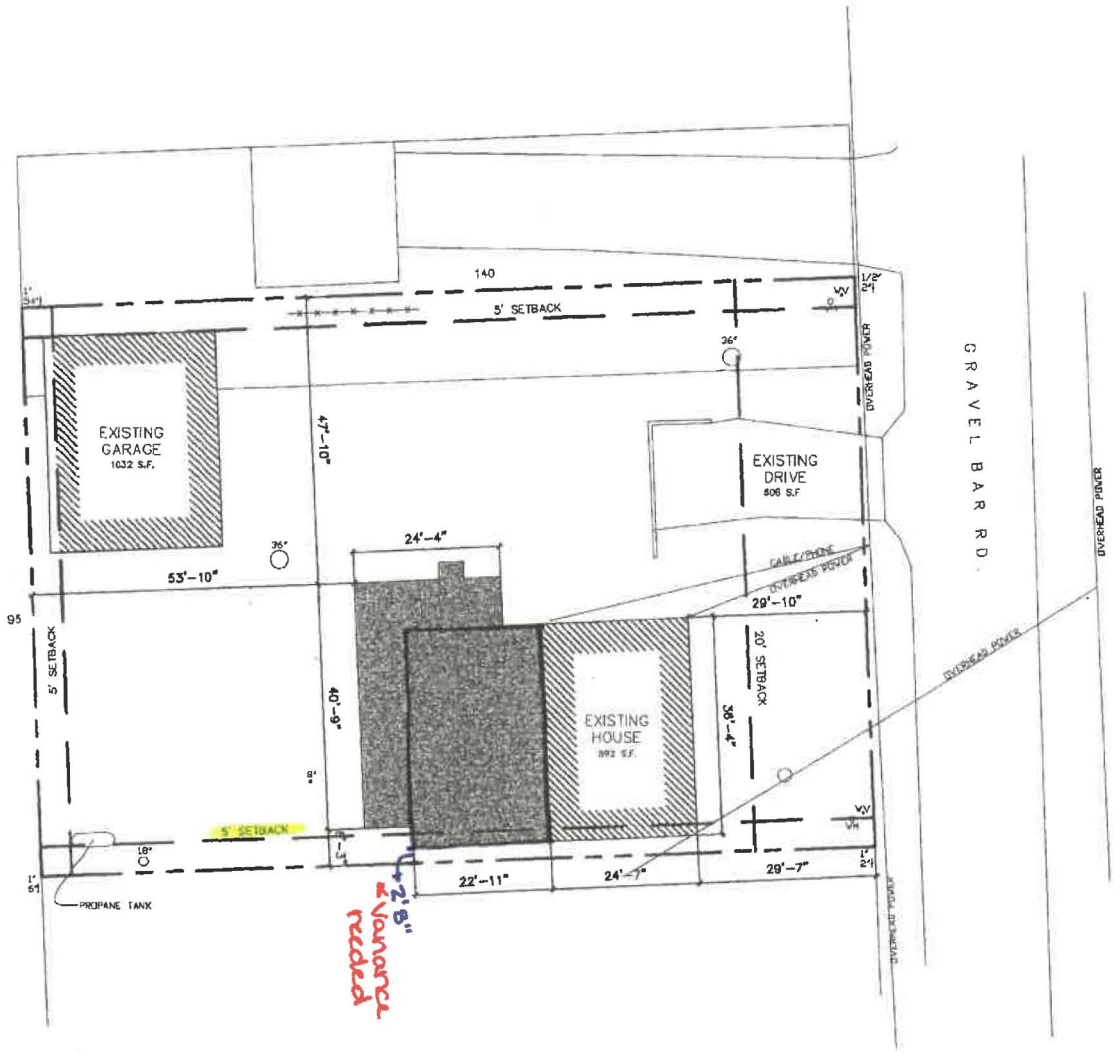 140
5' SETBACK
W.V
1/2"
36"
OVERHEAD POWER
GRAVEL BAR RD.
OVERHEAD POWER
EXISTING
GARAGE
1032 S.F.
47'-10"
EXISTING
DRIVE
606 S.F
36"
24'-4"
CABLE/PHONE
OVERHEAD POWER
53'-10"
29'-10"
95
5' SETBACK
20' SETBACK
OVERHEAD POWER
40'-9"
38'-4"
EXISTING
HOUSE
892 S.F.
5' SETBACK
W.V
18"
PROPANE TANK
22'-11"
24'-7"
29'-7"
OVERHEAD POWER
2'8"
variance
needed